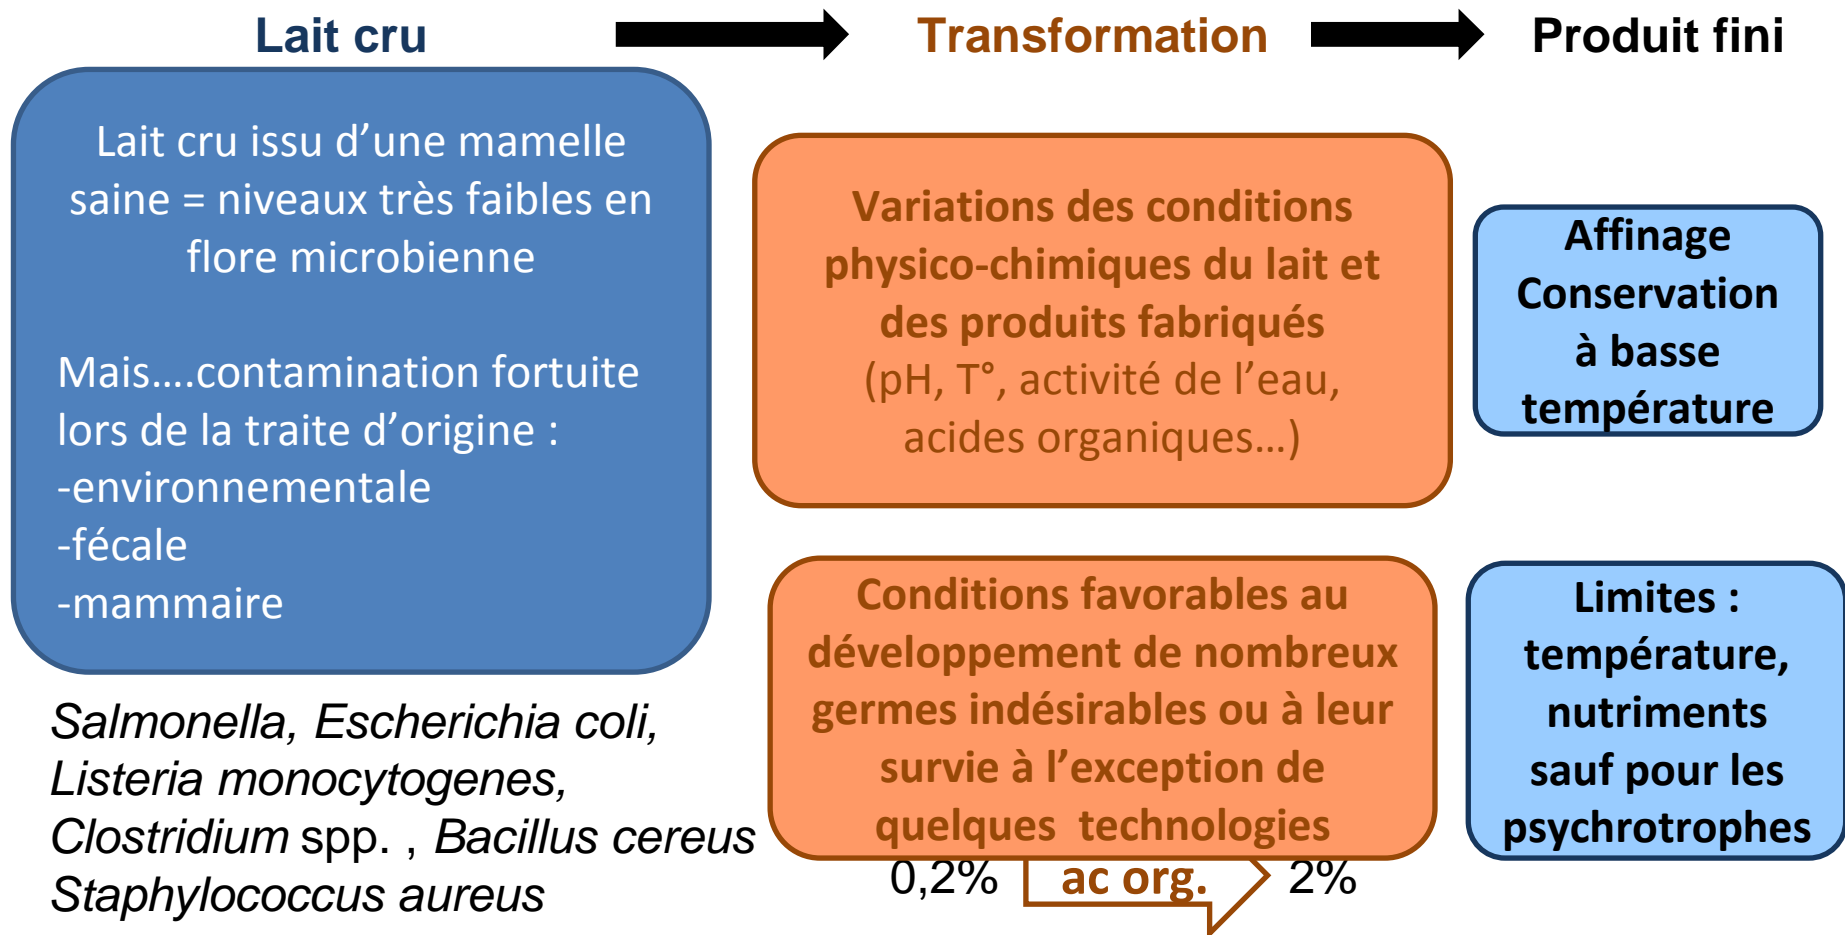 Lait cru
Transformation
Produit fini
Lait cru issu d’une mamelle
saine = niveaux très faibles en
flore microbienne
Mais....contamination fortuite
lors de la traite d’origine :
-environnementale
-fécale
-mammaire
Salmonella, Escherichia coli,
Listeria monocytogenes,
Clostridium spp. , Bacillus cereus
Staphylococcus aureus
Variations des conditions
physico-chimiques du lait et
des produits fabriqués
(pH, T°, activité de l’eau,
acides organiques…)
Conditions favorables au
développement de nombreux
germes indésirables ou à leur
survie à l’exception de
quelques technologies
0,2% ac org. 2%
Affinage
Conservation
à basse
température
Limites :
température,
nutriments
sauf pour les
psychrotrophes